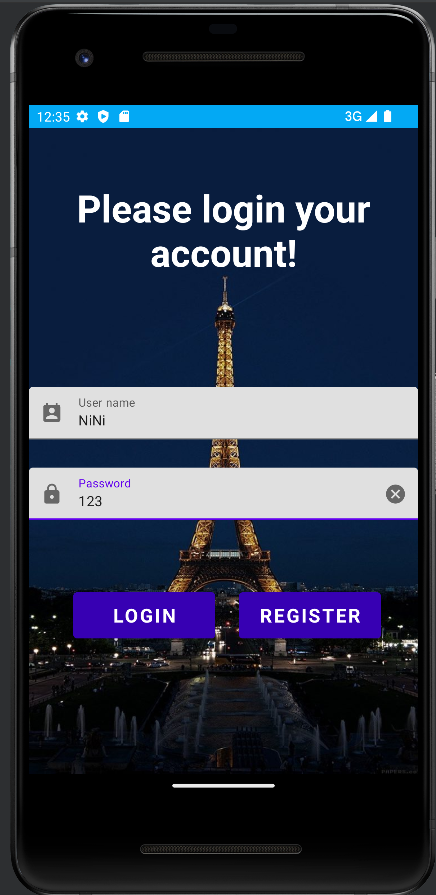 12:35
3G
Please login your
account!
User name
NiNi
Password
123
LOGIN
REGISTER